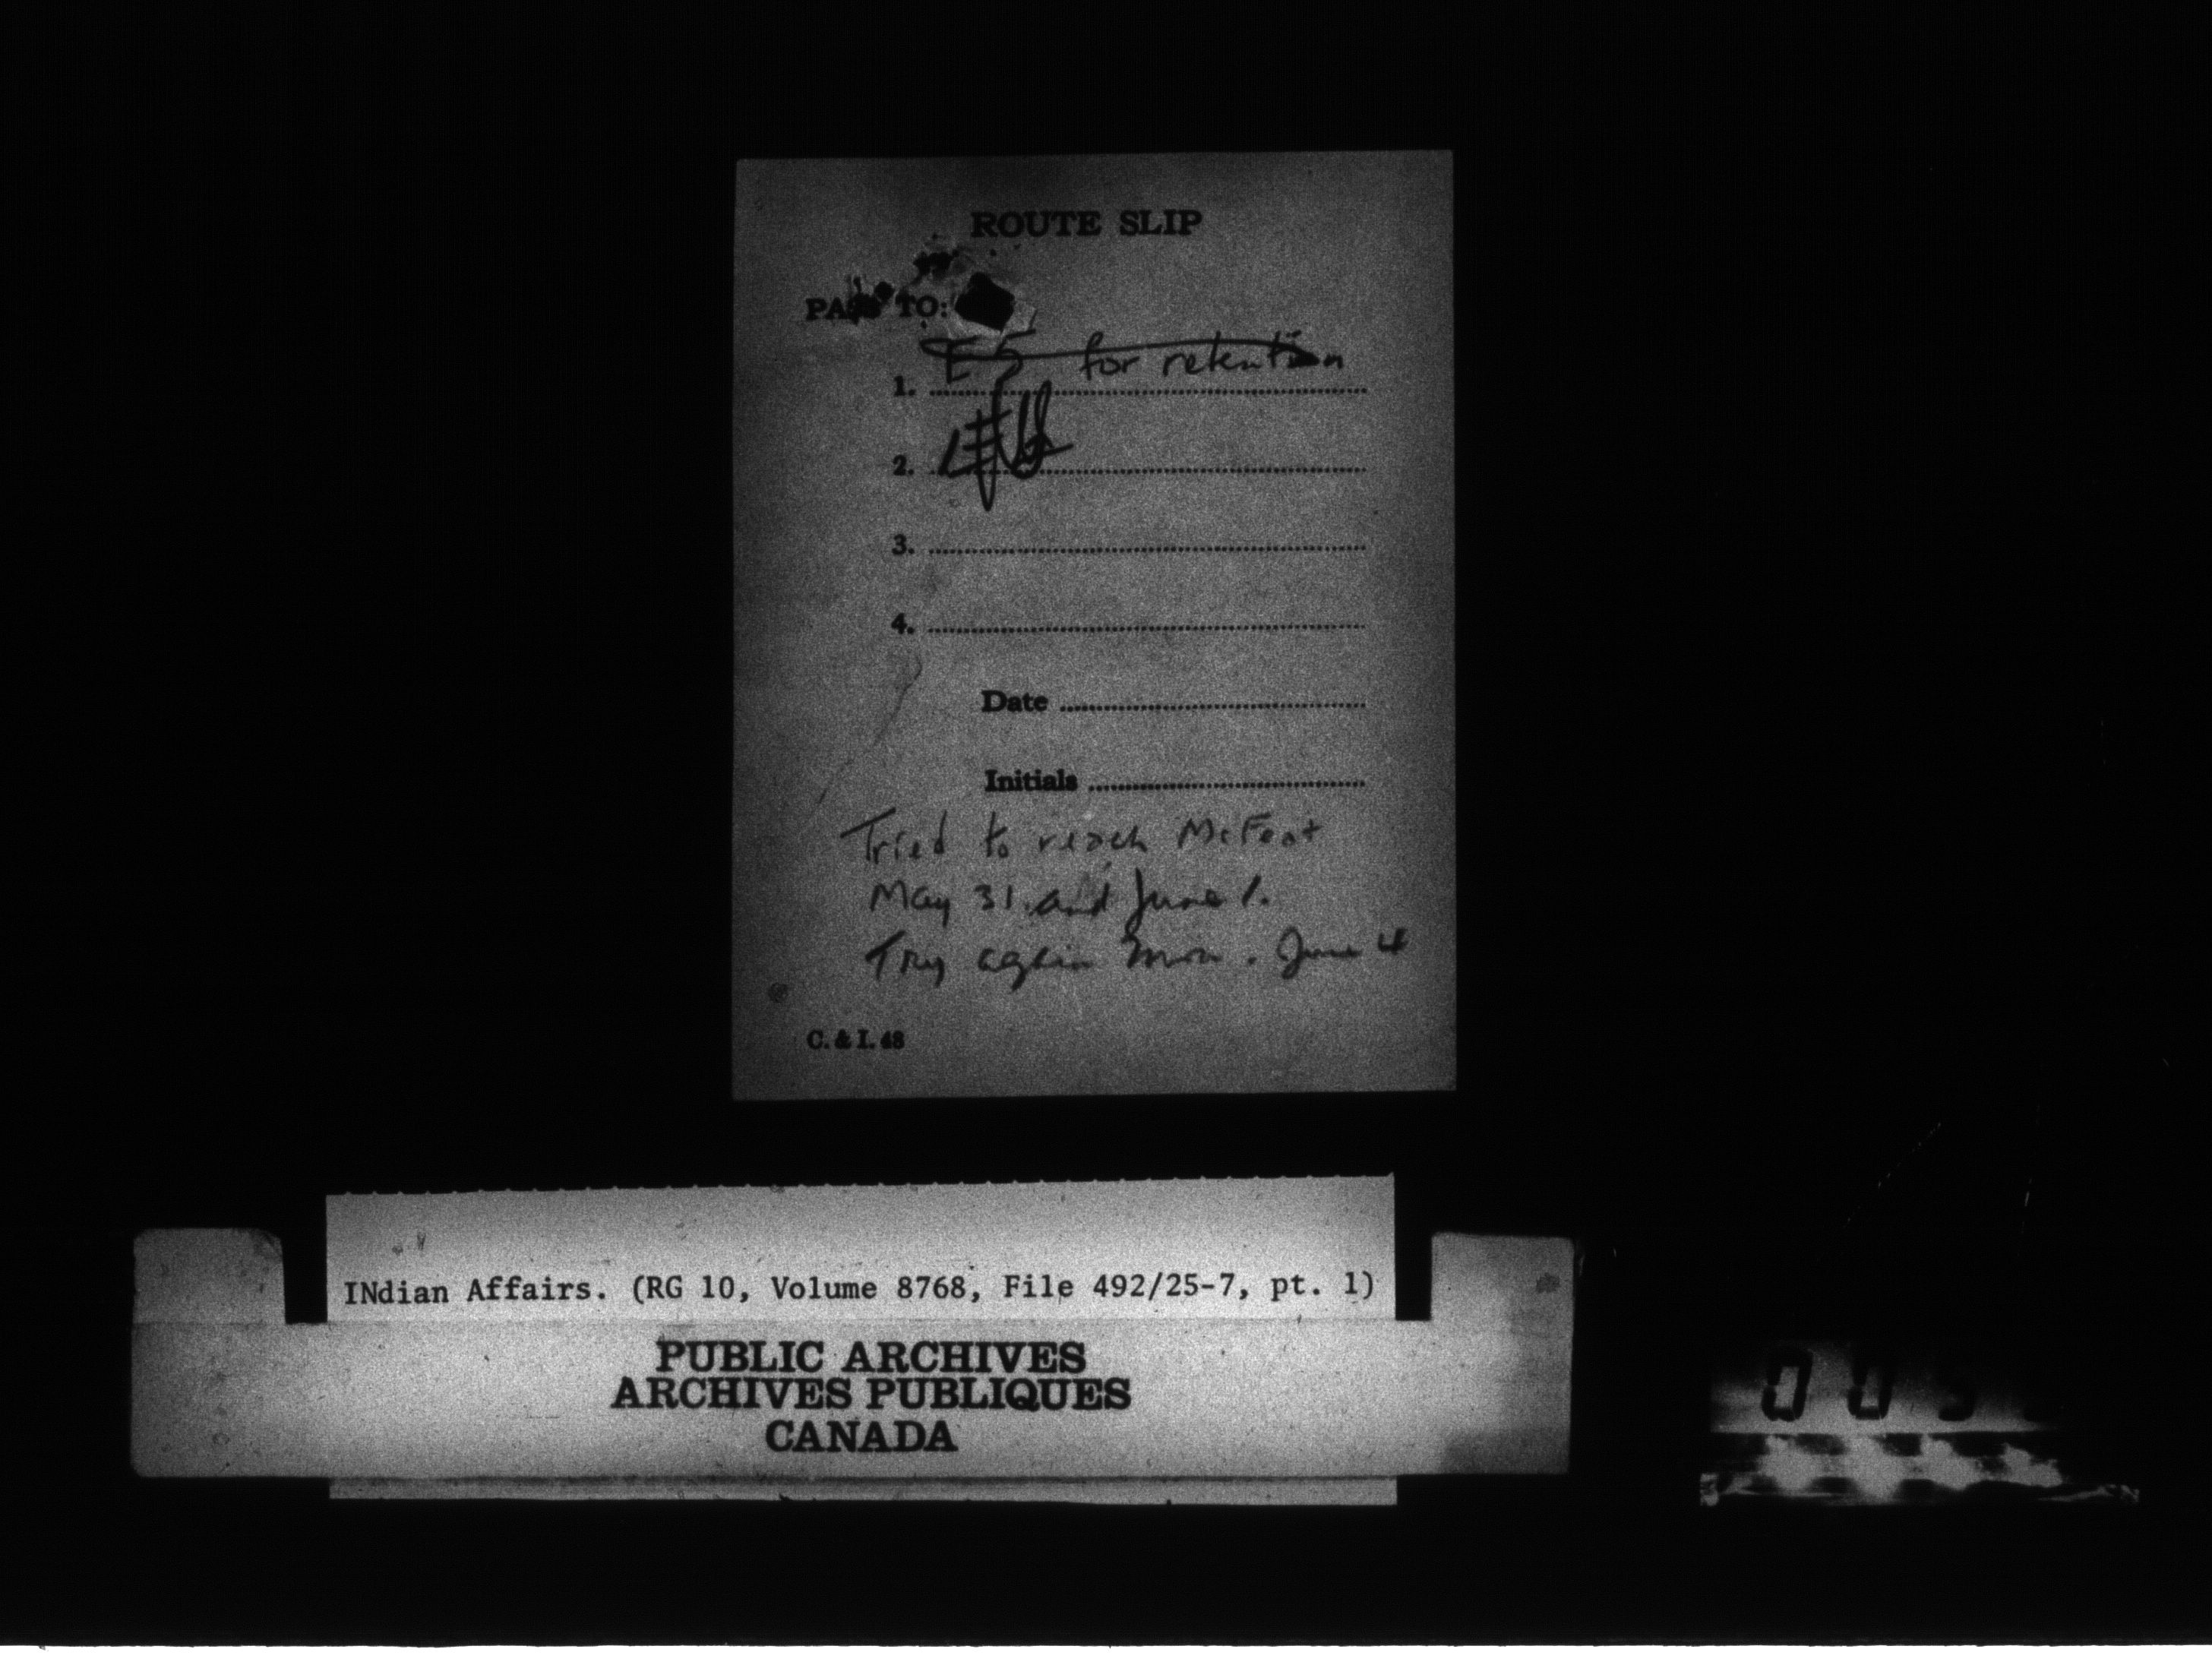 ROUTE SLIP
PASS TO:
1. E5 for retention
2.
3.
4.
Date
Initials
Tried to reach McFeat
May 31 and June 1.
Try again Mon. June 4
C. & I. 48
INdian Affairs. (RG 10, Volume 8768, File 492/25-7, pt. 1)
PUBLIC ARCHIVES
ARCHIVES PUBLIQUES
CANADA